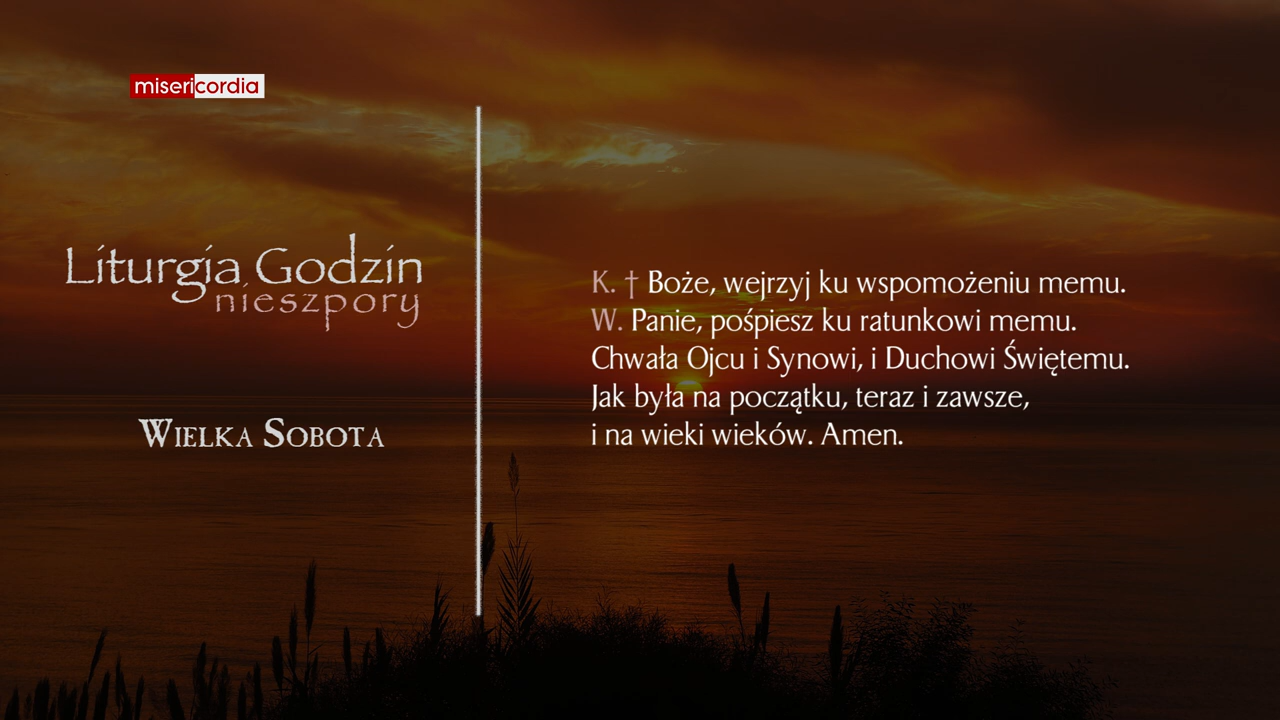 misericordia
Liturgia Godzin
nieszpory
Wielka Sobota
K. † Boże, wejrzyj ku wspomożeniu memu.
W. Panie, pośpiesz ku ratunkowi memu.
Chwała Ojcu i Synowi, i Duchowi Świętemu.
Jak była na początku, teraz i zawsze,
i na wieki wieków. Amen.